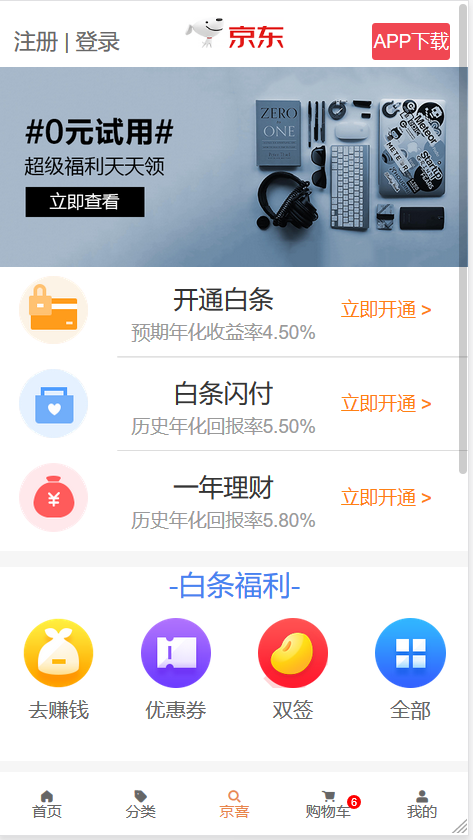 注册 | 登录
京东
APP下载
#0元试用#
超级福利天天领
立即查看
ZERO
TO
ONE
Meteor
METEOR
Startup
开通白条
预期年化收益率4.50%
立即开通 >
白条闪付
历史年化回报率5.50%
立即开通 >
一年理财
历史年化回报率5.80%
立即开通 >
-白条福利-
去赚钱
优惠券
双签
全部
首页
分类
京喜
购物车
6
我的